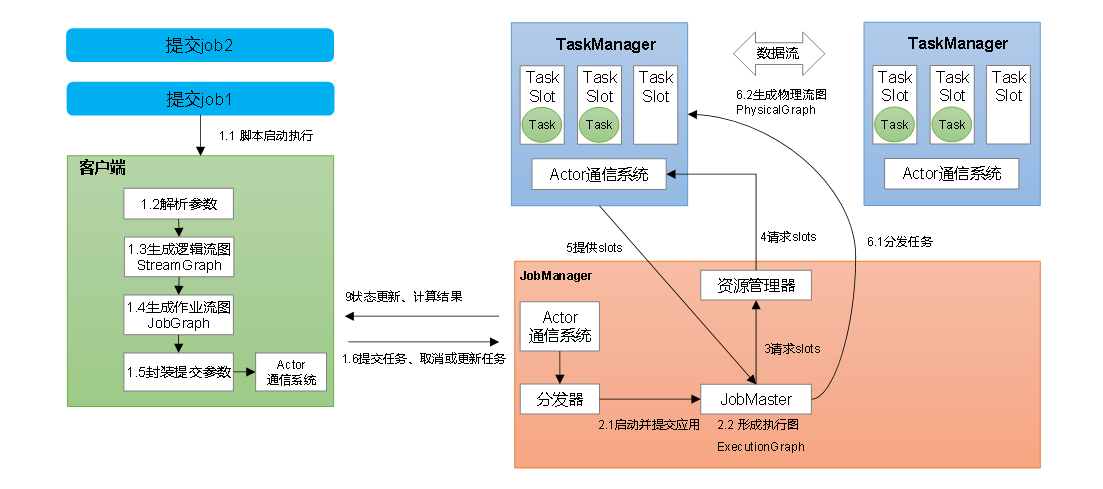 提交job2
提交job1
1.1 脚本启动执行
客户端
1.2解析参数
1.3生成逻辑流图
StreamGraph
1.4生成作业流图
JobGraph
1.5封装提交参数
Actor
通信系统
9状态更新、计算结果
1.6提交任务、取消或更新任务
TaskManager
Task
Slot
Task
Task
Slot
Task
Task
Slot
Actor通信系统
数据流
6.2生成物理流图
PhysicalGraph
TaskManager
Task
Slot
Task
Task
Slot
Task
Task
Slot
Actor通信系统
5提供slots
4请求slots
6.1分发任务
JobManager
资源管理器
Actor
通信系统
3请求slots
分发器
JobMaster
2.1启动并提交应用
2.2 形成执行图
ExecutionGraph